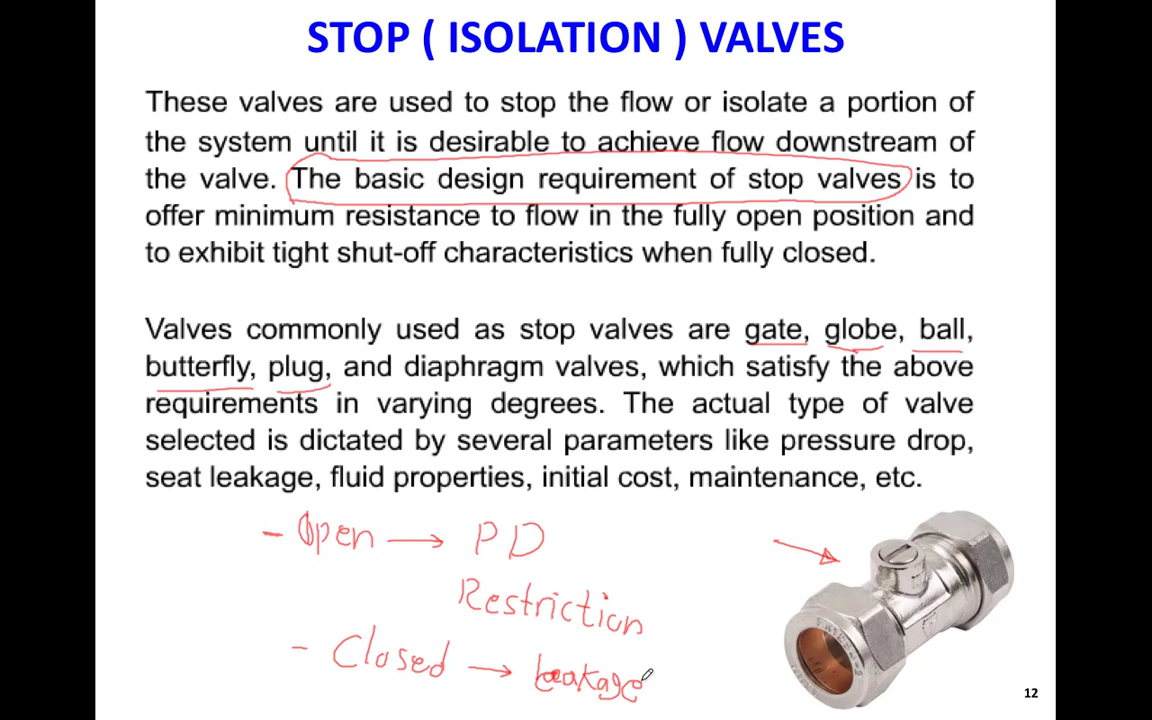 STOP ( ISOLATION ) VALVES
These valves are used to stop the flow or isolate a portion of
the system until it is desirable to achieve flow downstream of
the valve. The basic design requirement of stop valves is to
offer minimum resistance to flow in the fully open position and
to exhibit tight shut-off characteristics when fully closed.
Valves commonly used as stop valves are gate, globe, ball,
butterfly, plug, and diaphragm valves, which satisfy the above
requirements in varying degrees. The actual type of valve
selected is dictated by several parameters like pressure drop,
seat leakage, fluid properties, initial cost, maintenance, etc.
- Open → PD
Restriction
- Closed → Leakage
12